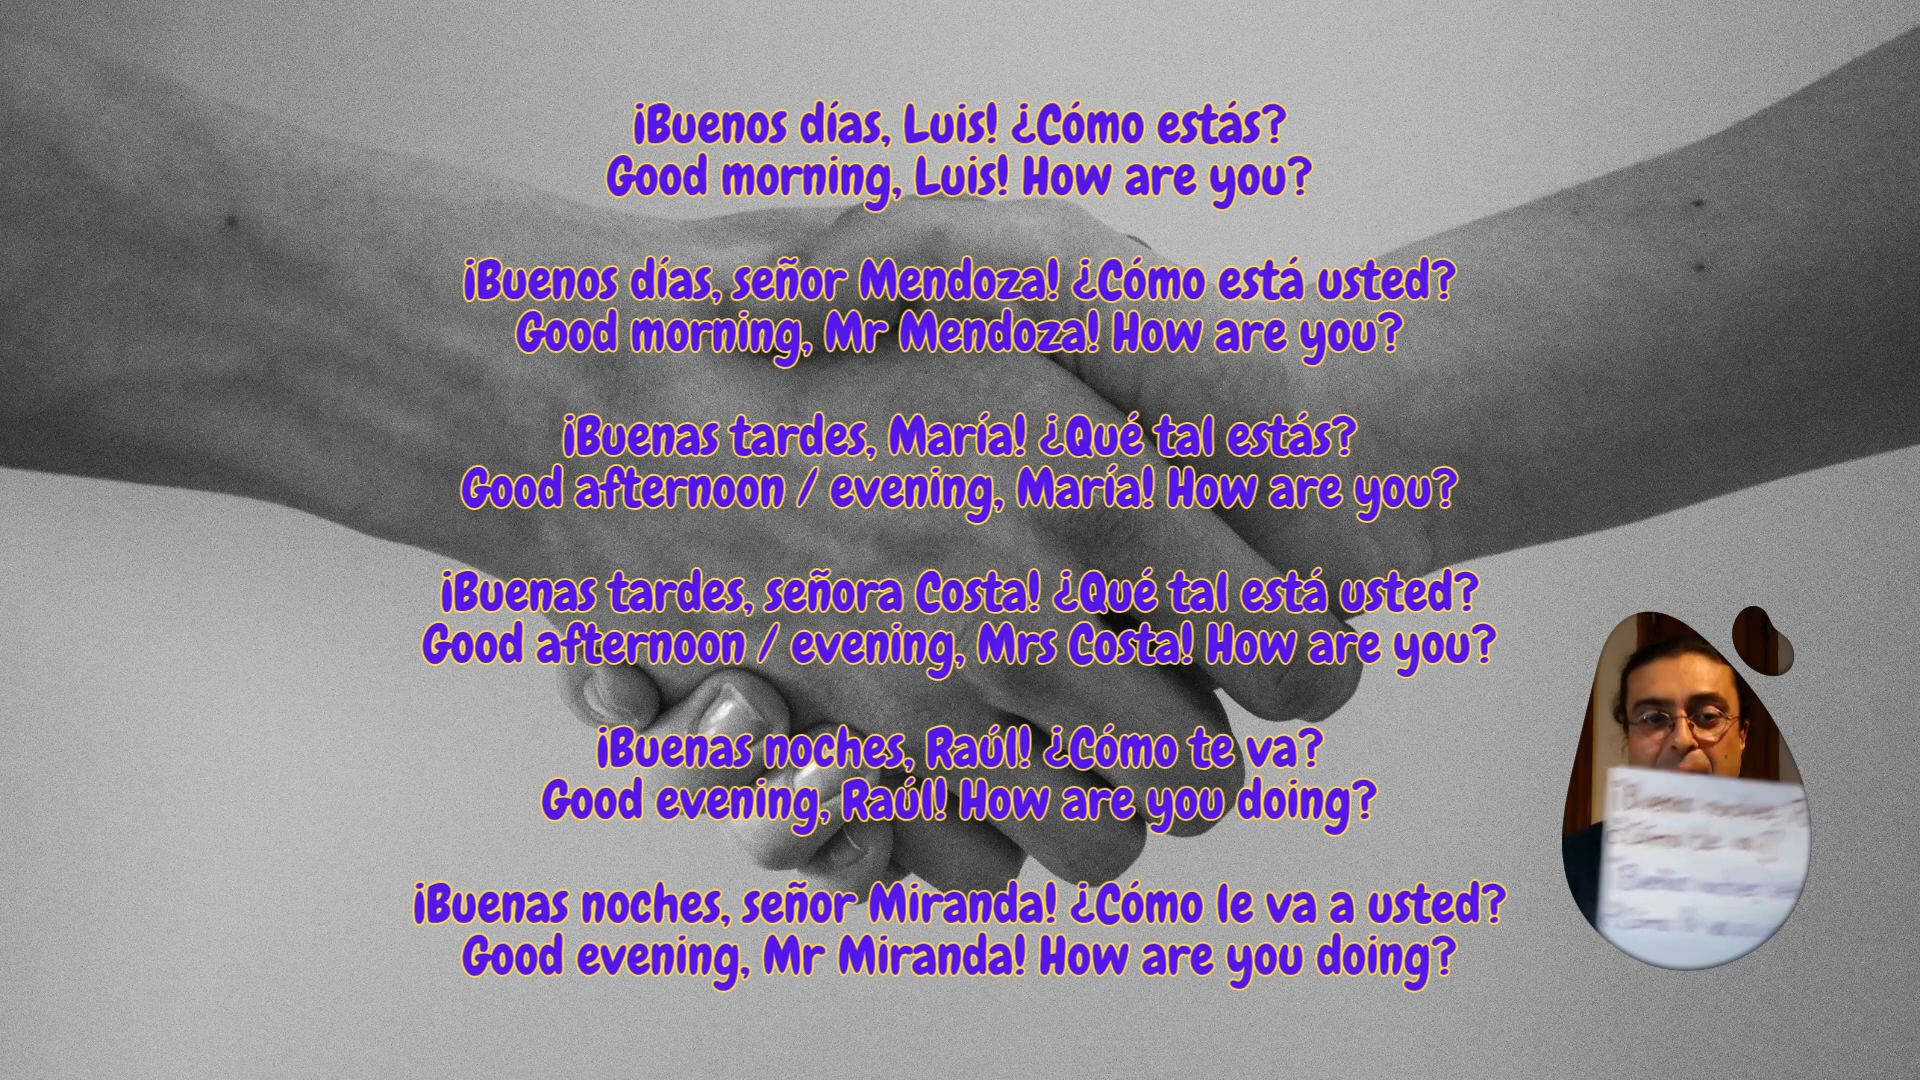 ¡Buenos días, Luis! ¿Cómo estás?
Good morning, Luis! How are you?
¡Buenos días, señor Mendoza! ¿Cómo está usted?
Good morning, Mr Mendoza! How are you?
¡Buenas tardes, María! ¿Qué tal estás?
Good afternoon / evening, María! How are you?
¡Buenas tardes, señora Costa! ¿Qué tal está usted?
Good afternoon / evening, Mrs Costa! How are you?
¡Buenas noches, Raúl! ¿Cómo te va?
Good evening, Raúl! How are you doing?
¡Buenas noches, señor Miranda! ¿Cómo le va a usted?
Good evening, Mr Miranda! How are you doing?